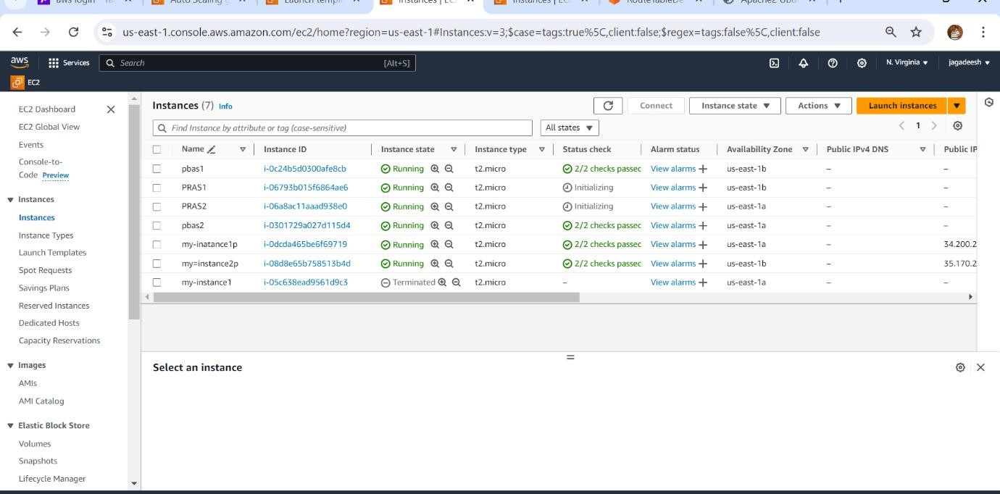 aws login
Auto Scaling g
Launch templ
Instances | EC
Instances | EC
RouteTableDe
Apache2 Ubu
us-east-1.console.aws.amazon.com/ec2/home?region=us-east-1#Instances:v=3;$case=tags:true%5C,client:false;$regex=tags:false%5C,client:false
aws Services Search [Alt+S] N. Virginia jagadeesh
EC2
EC2 Dashboard
EC2 Global View
Events
Console-to-
Code Preview
Instances
Instances
Instance Types
Launch Templates
Spot Requests
Savings Plans
Reserved Instances
Dedicated Hosts
Capacity Reservations
Images
AMIs
AMI Catalog
Elastic Block Store
Volumes
Snapshots
Lifecycle Manager
Instances (7) Info Connect Instance state Actions Launch instances
Find Instance by attribute or tag (case-sensitive) All states 1
Name Instance ID Instance state Instance type Status check Alarm status Availability Zone Public IPv4 DNS Public IP
pbas1 i-0c24b5d0300afe8cb Running t2.micro 2/2 checks passec View alarms + us-east-1b – –
PRAS1 i-06793b015f6864ae6 Running t2.micro Initializing View alarms + us-east-1b – –
PRAS2 i-06a8ac11aaad938e0 Running t2.micro Initializing View alarms + us-east-1a – –
pbas2 i-0301729a027d115d4 Running t2.micro 2/2 checks passec View alarms + us-east-1a – –
my-inatance1p i-0dcda465be6f69719 Running t2.micro 2/2 checks passec View alarms + us-east-1a – 34.200.2
my=instance2p i-08d8e65b758513b4d Running t2.micro 2/2 checks passec View alarms + us-east-1b – 35.170.2
my-instance1 i-05c638ead9561d9c3 Terminated t2.micro – View alarms + us-east-1a – –
Select an instance